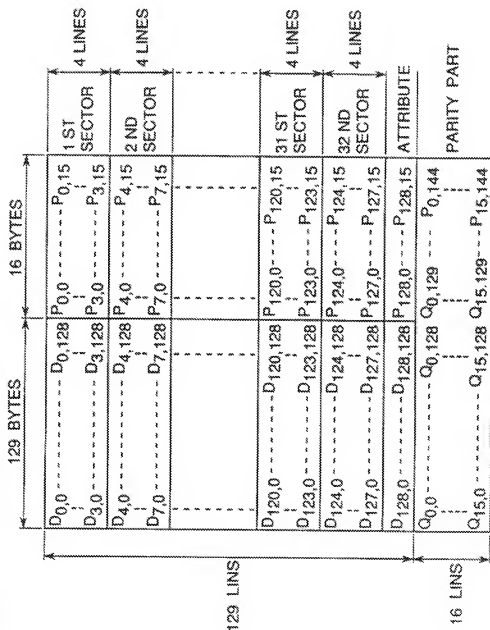 129 BYTES 16 BYTES
D0,0 D0,128 P0,0 P0,15 1 ST SECTOR 4 LINES
D3,0 D3,128 P3,0 P3,15
D4,0 D4,128 P4,0 P4,15 2 ND SECTOR 4 LINES
D7,0 D7,128 P7,0 P7,15
D120,0 D120,128 P120,0 P120,15 31 ST SECTOR 4 LINES
D123,0 D123,128 P123,0 P123,15
D124,0 D124,128 P124,0 P124,15 32 ND SECTOR 4 LINES
D127,0 D127,128 P127,0 P127,15
D128,0 D128,128 P128,0 P128,15 ATTRIBUTE
129 LINS
Q0,0 Q0,128 Q0,129 P0,144 PARITY PART
Q15,0 Q15,128 Q15.129 P15,144
16 LINS